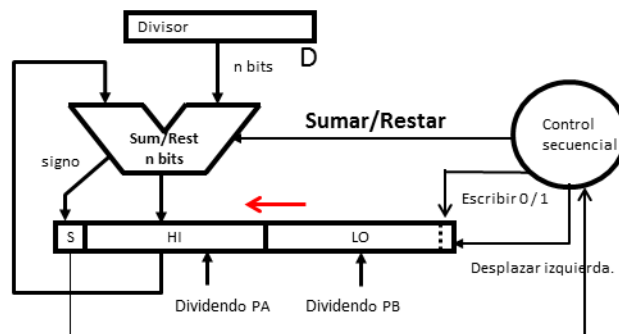 Divisor
D
n bits
Sum/Rest
n bits
Sumar/Restar
Control
secuencial
signo
Escribir 0 / 1
S
HI
LO
Desplazar izquierda.
Dividendo PA
Dividendo PB